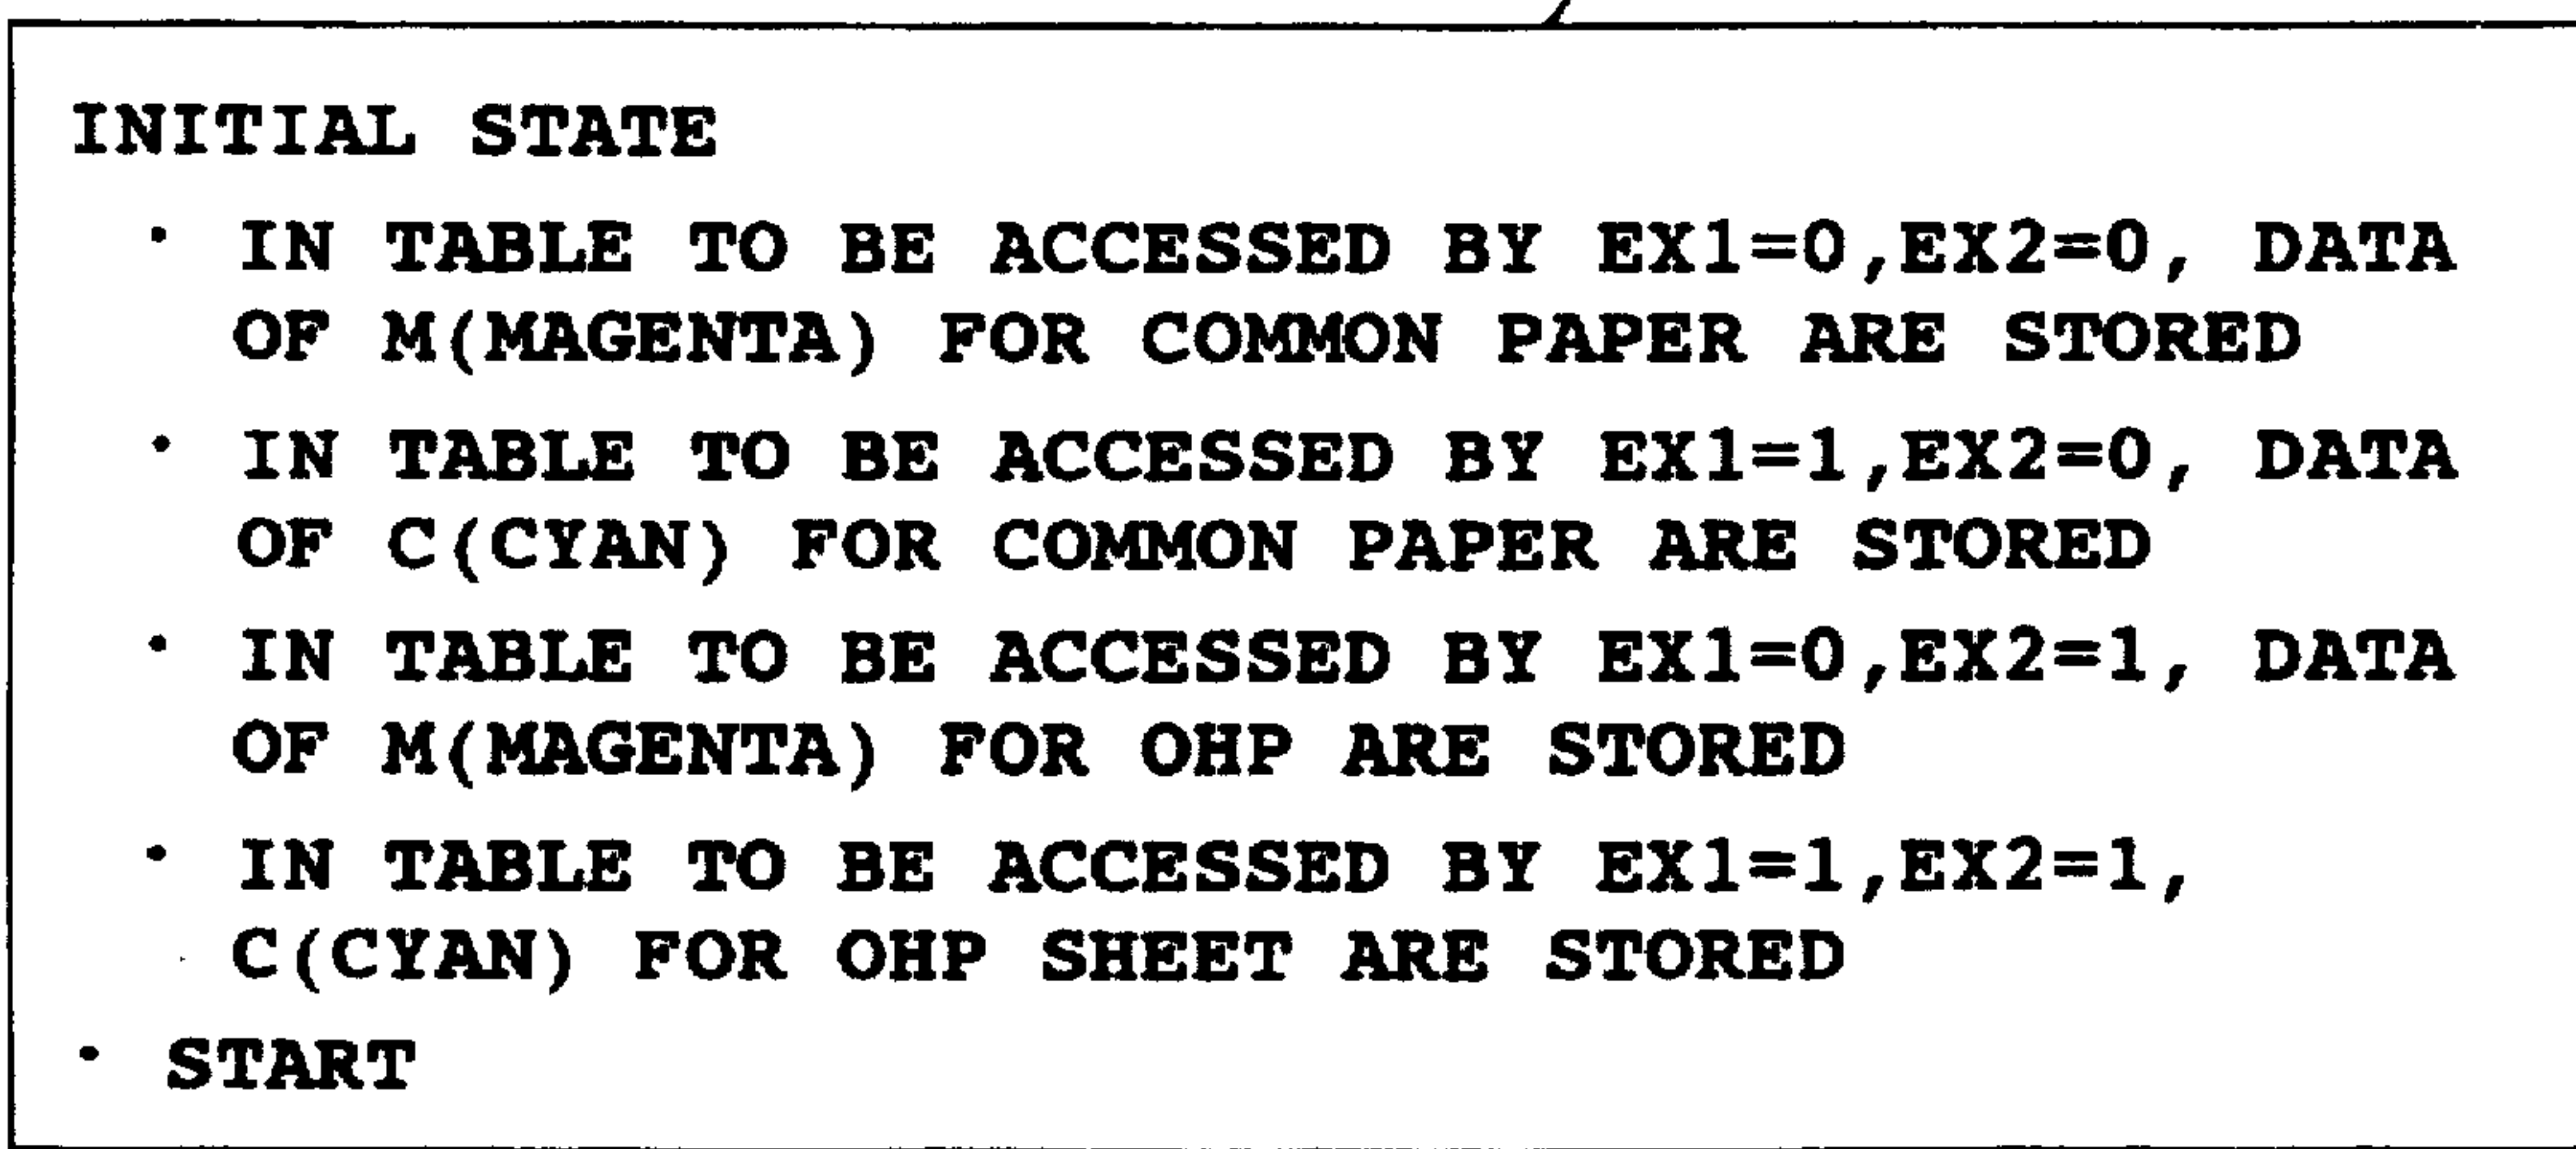 INITIAL STATE
· IN TABLE TO BE ACCESSED BY EX1=0,EX2=0, DATA
OF M(MAGENTA) FOR COMMON PAPER ARE STORED
· IN TABLE TO BE ACCESSED BY EX1=1,EX2=0, DATA
OF C(CYAN) FOR COMMON PAPER ARE STORED
· IN TABLE TO BE ACCESSED BY EX1=0,EX2=1, DATA
OF M(MAGENTA) FOR OHP ARE STORED
· IN TABLE TO BE ACCESSED BY EX1=1,EX2=1,
C(CYAN) FOR OHP SHEET ARE STORED
· START